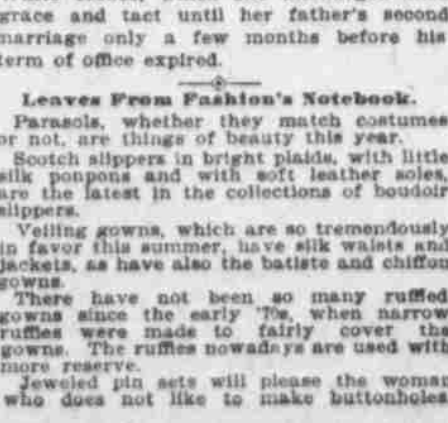 grace and tact until her father's second
marriage only a few months before his
term of office expired.
Leaves From Fashion's Notebook.
Parasols, whether they match costumes
or not, are things of beauty this year.
Scotch slippers in bright plaids, with little
silk ponpons and with soft leather soles,
are the latest in the collections of boudoir
slippers.
Veiling gowns, which are so tremendously
in favor this summer, have silk waists and
jackets, as have also the batiste and chiffon
gowns.
There have not been so many ruffled
gowns since the early '70s, when narrow
ruffles were made to fairly cover the
gowns. The ruffles nowadays are used with
more reserve.
Jeweled pin sets will please the woman
who does not like to make buttonholes